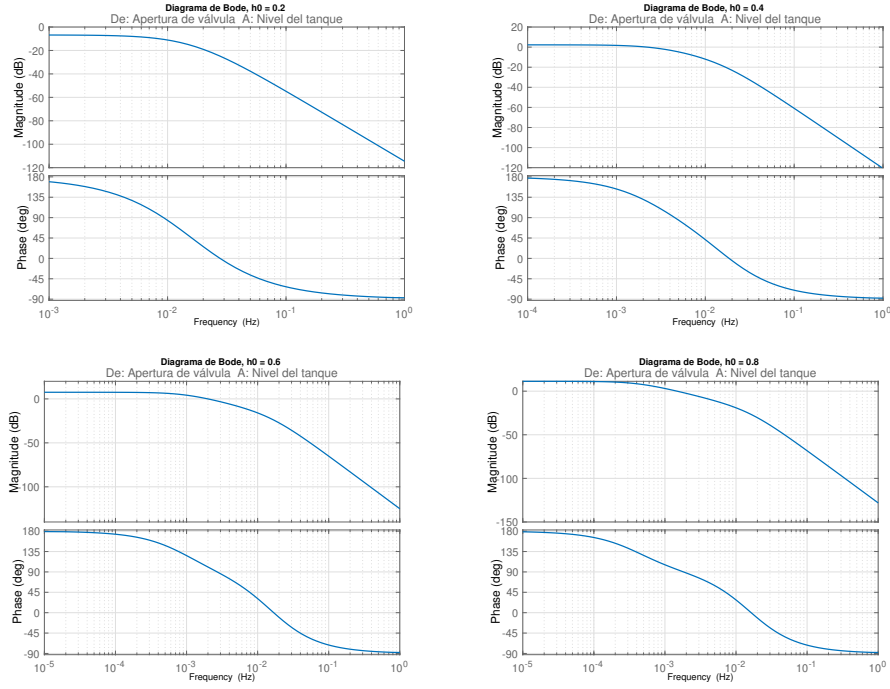 Diagrama de Bode, h0 = 0.2
De: Apertura de válvula A: Nivel del tanque
Magnitude (dB)
0
-20
-40
-60
-80
-100
-120
Phase (deg)
180
135
90
45
0
-45
-90
10-3 10-2 10-1 100
Frequency (Hz)
Diagrama de Bode, h0 = 0.4
De: Apertura de válvula A: Nivel del tanque
Magnitude (dB)
20
0
-20
-40
-60
-80
-100
-120
Phase (deg)
180
135
90
45
0
-45
-90
10-4 10-3 10-2 10-1 100
Frequency (Hz)
Diagrama de Bode, h0 = 0.6
De: Apertura de válvula A: Nivel del tanque
Magnitude (dB)
0
-50
-100
Phase (deg)
180
135
90
45
0
-45
-90
10-5 10-4 10-3 10-2 10-1 100
Frequency (Hz)
Diagrama de Bode, h0 = 0.8
De: Apertura de válvula A: Nivel del tanque
Magnitude (dB)
0
-50
-100
-150
Phase (deg)
180
135
90
45
0
-45
-90
10-5 10-4 10-3 10-2 10-1 100
Frequency (Hz)